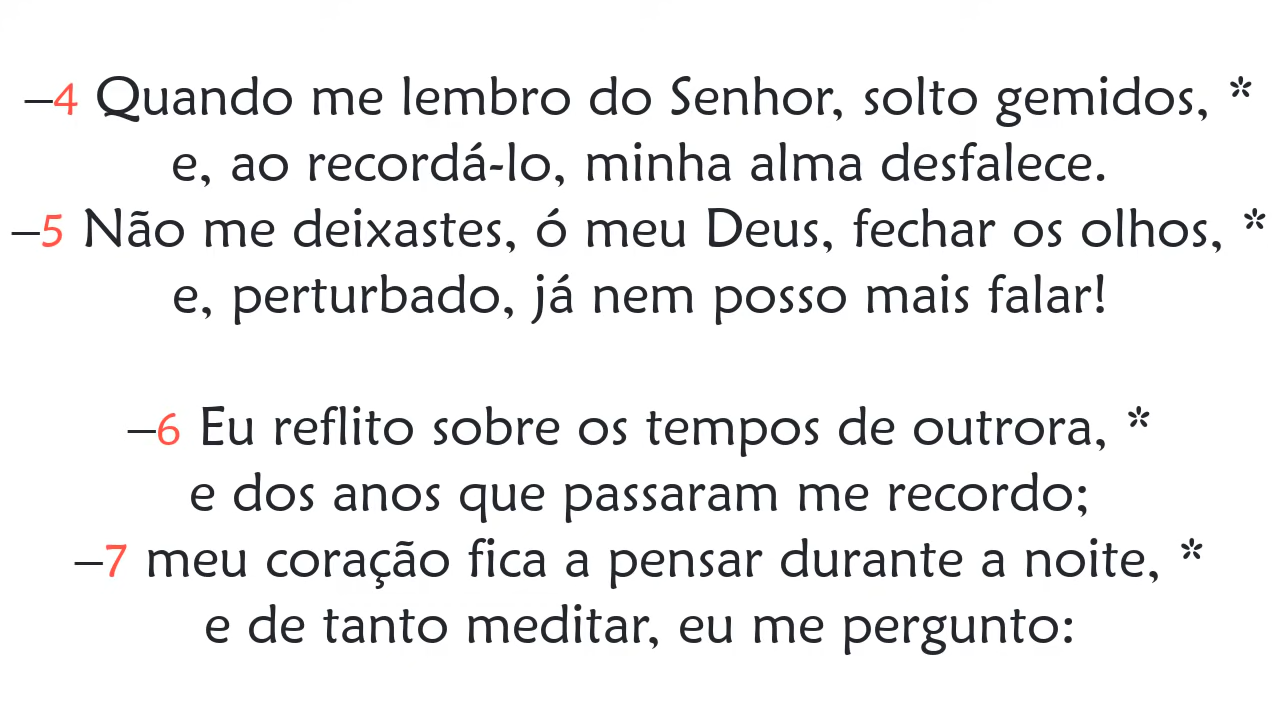 –4 Quando me lembro do Senhor, solto gemidos, *
e, ao recordá-lo, minha alma desfalece.
–5 Não me deixastes, ó meu Deus, fechar os olhos, *
e, perturbado, já nem posso mais falar!
–6 Eu reflito sobre os tempos de outrora, *
e dos anos que passaram me recordo;
–7 meu coração fica a pensar durante a noite, *
e de tanto meditar, eu me pergunto: